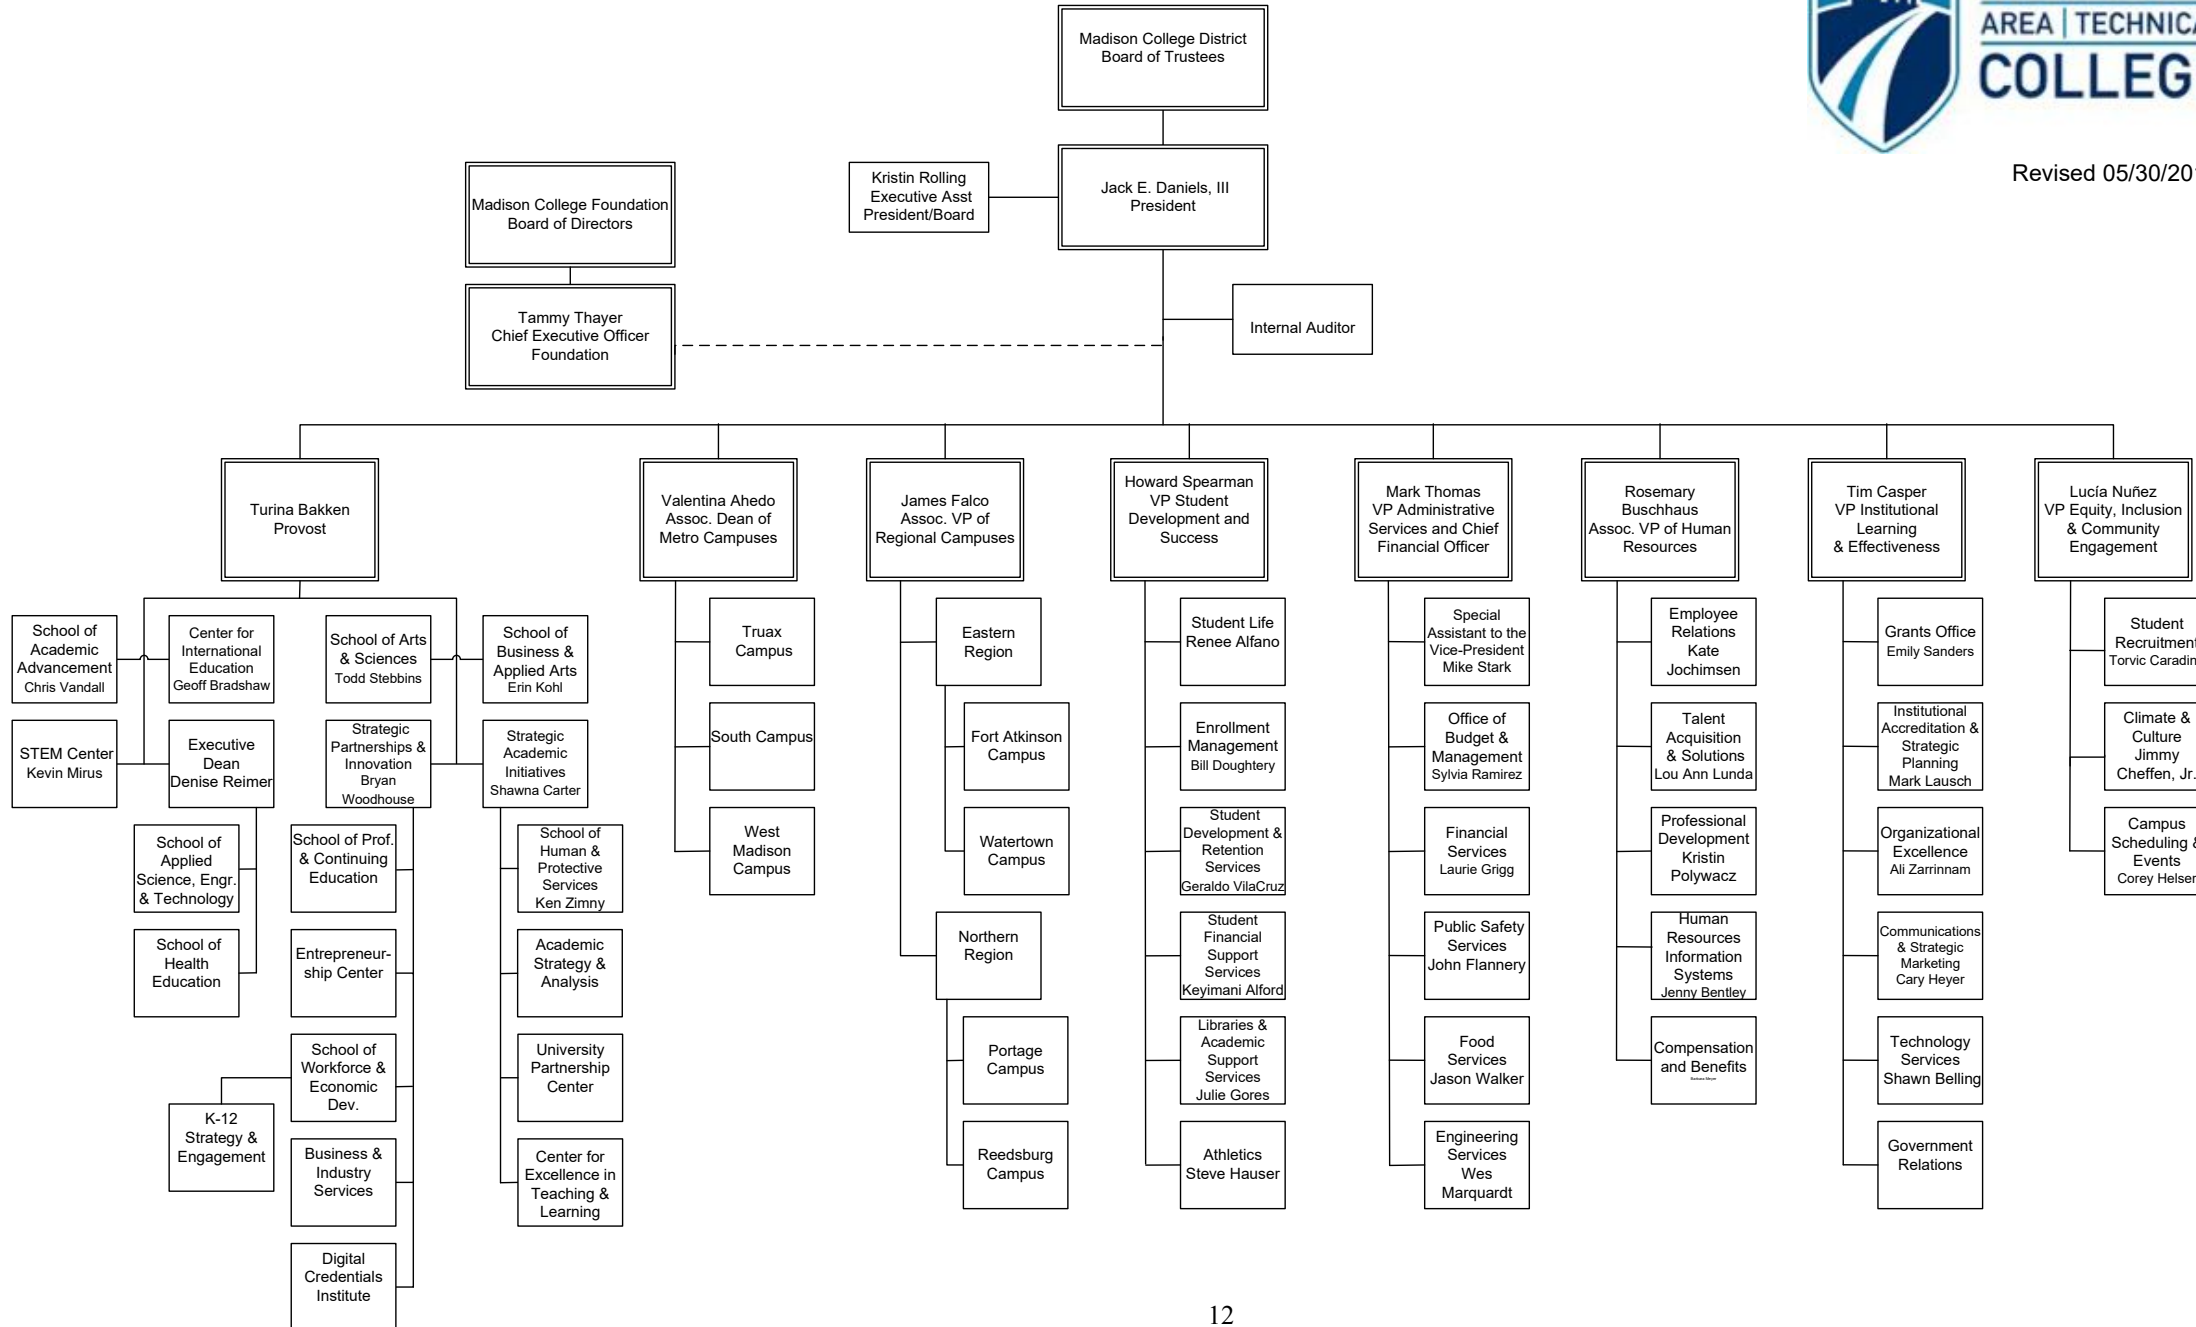 Madison College District
Board of Trustees
AREA | TECHNICA
COLLEG
Revised 05/30/20
Kristin Rolling
Executive Asst
President/Board
Jack E. Daniels, III
President
Madison College Foundation
Board of Directors
Tammy Thayer
Chief Executive Officer
Foundation
Internal Auditor
Turina Bakken
Provost
Valentina Ahedo
Assoc. Dean of
Metro Campuses
James Falco
Assoc. VP of
Regional Campuses
Howard Spearman
VP Student
Development and
Success
Mark Thomas
VP Administrative
Services and Chief
Financial Officer
Rosemary
Buschhaus
Assoc. VP of Human
Resources
Tim Casper
VP Institutional
Learning
& Effectiveness
Lucía Nuñez
VP Equity, Inclusion
& Community
Engagement
School of
Academic
Advancement
Chris Vandall
Center for
International
Education
Geoff Bradshaw
School of Arts
& Sciences
Todd Stebbins
School of
Business &
Applied Arts
Erin Kohl
STEM Center
Kevin Mirus
Executive
Dean
Denise Reimer
Strategic
Partnerships &
Innovation
Bryan
Woodhouse
Strategic
Academic
Initiatives
Shawna Carter
School of
Applied
Science, Engr.
& Technology
School of
Health
Education
School of Prof.
& Continuing
Education
Entrepreneur-
ship Center
School of
Workforce &
Economic
Dev.
K-12
Strategy &
Engagement
Business &
Industry
Services
Digital
Credentials
Institute
School of
Human &
Protective
Services
Ken Zimny
Academic
Strategy &
Analysis
University
Partnership
Center
Center for
Excellence in
Teaching &
Learning
Truax
Campus
South Campus
West
Madison
Campus
Eastern
Region
Fort Atkinson
Campus
Watertown
Campus
Northern
Region
Portage
Campus
Reedsburg
Campus
Student Life
Renee Alfano
Enrollment
Management
Bill Doughtery
Student
Development &
Retention
Services
Geraldo VilaCruz
Student
Financial
Support
Services
Keyimani Alford
Libraries &
Academic
Support
Services
Julie Gores
Athletics
Steve Hauser
Special
Assistant to the
Vice-President
Mike Stark
Office of
Budget &
Management
Sylvia Ramirez
Financial
Services
Laurie Grigg
Public Safety
Services
John Flannery
Food
Services
Jason Walker
Engineering
Services
Wes
Marquardt
Employee
Relations
Kate
Jochimsen
Talent
Acquisition
& Solutions
Lou Ann Lunda
Professional
Development
Kristin
Polywacz
Human
Resources
Information
Systems
Jenny Bentley
Compensation
and Benefits
Grants Office
Emily Sanders
Institutional
Accreditation &
Strategic
Planning
Mark Lausch
Organizational
Excellence
Ali Zarrinnam
Communications
& Strategic
Marketing
Cary Heyer
Technology
Services
Shawn Belling
Government
Relations
Student
Recruitment
Torvic Caradin
Climate &
Culture
Jimmy
Cheffen, Jr.
Campus
Scheduling &
Events
Corey Helser
12